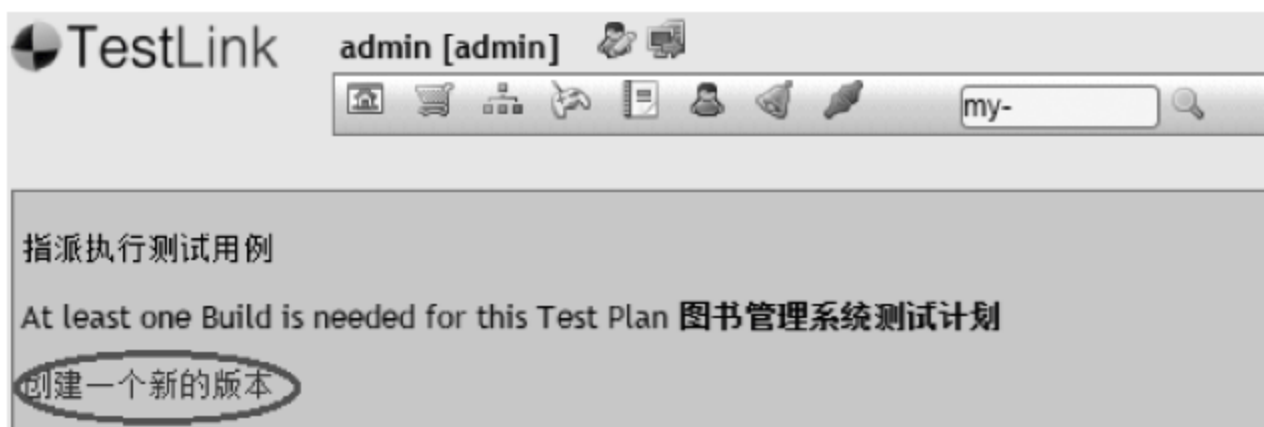 TestLink
admin [admin]
my-
指派执行测试用例
At least one Build is needed for this Test Plan 图书管理系统测试计划
创建一个新的版本